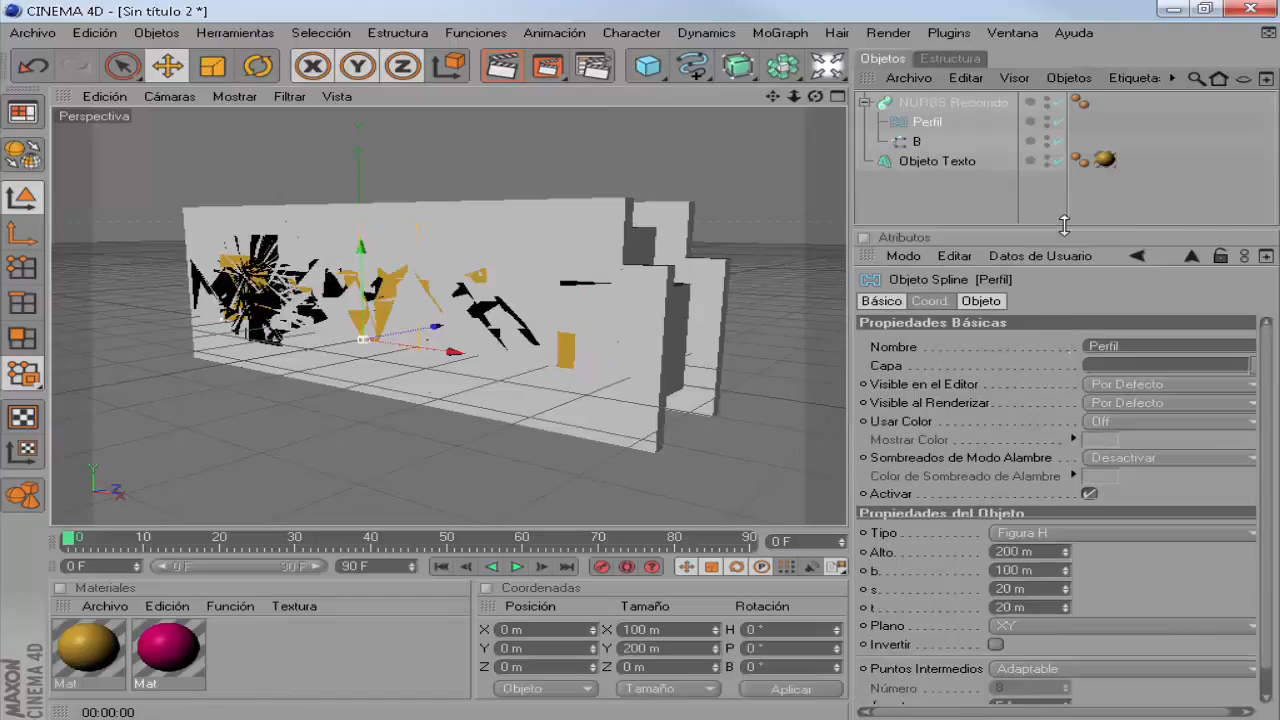 CINEMA 4D - [Sin título 2 *]
Archivo Edición Objetos Herramientas Selección Estructura Funciones Animación Character Dynamics MoGraph Hair Render Plugins Ventana Ayuda
X Y Z
Objetos Estructura
Archivo Editar Visor Objetos Etiqueta:
NURBS Recorrido
Perfil
B
Objeto Texto
Edición Cámaras Mostrar Filtrar Vista
Perspectiva
Y
Y
Z
X
Atributos
Modo Editar Datos de Usuario
Objeto Spline [Perfil]
Básico Coord. Objeto
Propiedades Básicas
Nombre Perfil
Capa
Visible en el Editor Por Defecto
Visible al Renderizar Por Defecto
Usar Color Off
Mostrar Color
Sombreados de Modo Alambre Desactivar
Color de Sombreado de Alambre
Activar
Propiedades del Objeto
Tipo Figura H
Alto 200 m
b. 100 m
s. 20 m
t. 20 m
Plano XY
Invertir
Puntos Intermedios Adaptable
Número 8
0 10 20 30 40 50 60 70 80 90 0 F
0 F 0 F 90 F 90 F
Materiales
Archivo Edición Función Textura
Mat Mat
Coordenadas
Posición Tamaño Rotación
X 0 m X 100 m H 0 °
Y 0 m Y 200 m P 0 °
Z 0 m Z 0 m B 0 °
Objeto Tamaño Aplicar
MAXON CINEMA 4D
00:00:00